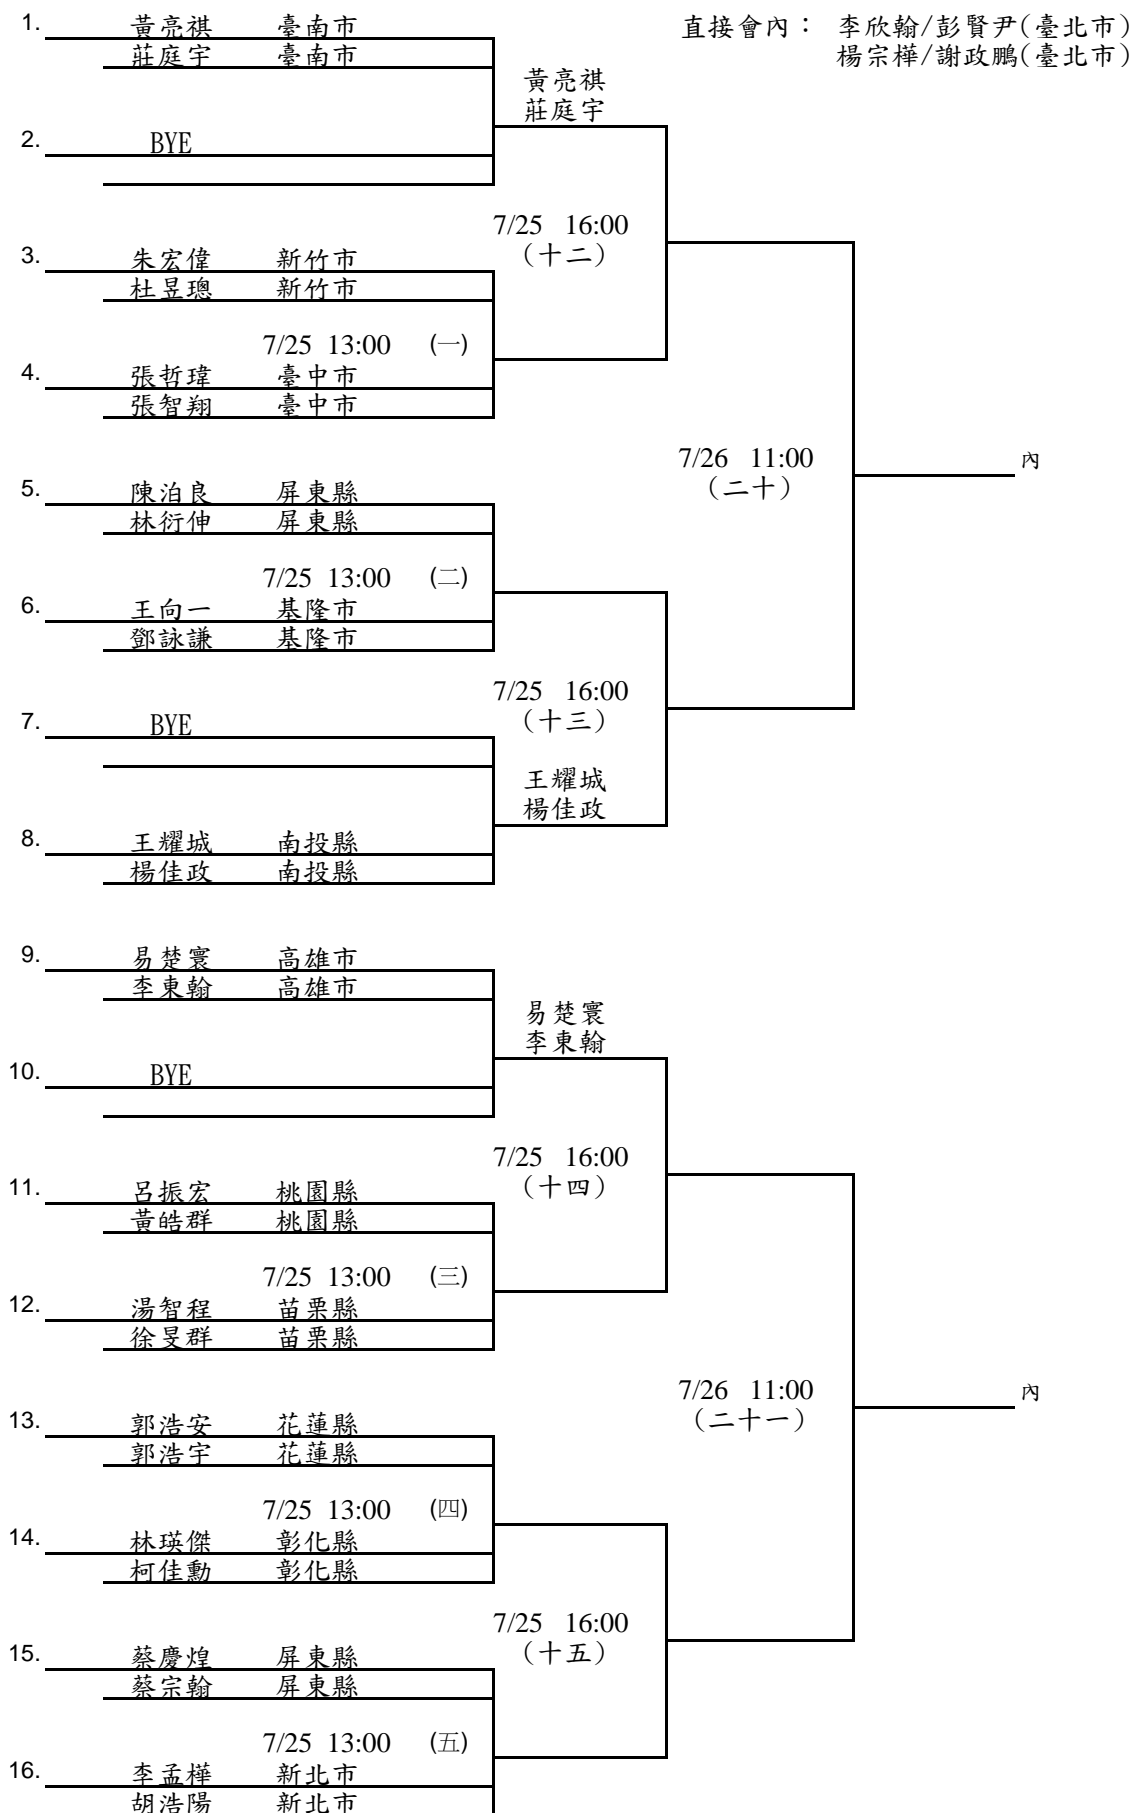 直接會內： 李欣翰/彭賢尹(臺北市)
楊宗樺/謝政鵬(臺北市)
1. 黃亮祺 臺南市
莊庭宇 臺南市
黃亮祺
莊庭宇
2. BYE
7/25 16:00
（十二）
3. 朱宏偉 新竹市
杜昱璁 新竹市
7/25 13:00 (一)
4. 張哲瑋 臺中市
張智翔 臺中市
7/26 11:00
（二十）
內
5. 陳泊良 屏東縣
林衍伸 屏東縣
7/25 13:00 (二)
6. 王向一 基隆市
鄧詠謙 基隆市
7/25 16:00
（十三）
7. BYE
王耀城
楊佳政
8. 王耀城 南投縣
楊佳政 南投縣
9. 易楚寰 高雄市
李東翰 高雄市
易楚寰
李東翰
10. BYE
7/25 16:00
（十四）
11. 呂振宏 桃園縣
黃皓群 桃園縣
7/25 13:00 (三)
12. 湯智程 苗栗縣
徐旻群 苗栗縣
7/26 11:00
（二十一）
內
13. 郭浩安 花蓮縣
郭浩宇 花蓮縣
7/25 13:00 (四)
14. 林瑛傑 彰化縣
柯佳勳 彰化縣
7/25 16:00
（十五）
15. 蔡慶煌 屏東縣
蔡宗翰 屏東縣
7/25 13:00 (五)
16. 李孟樺 新北市
胡浩陽 新北市